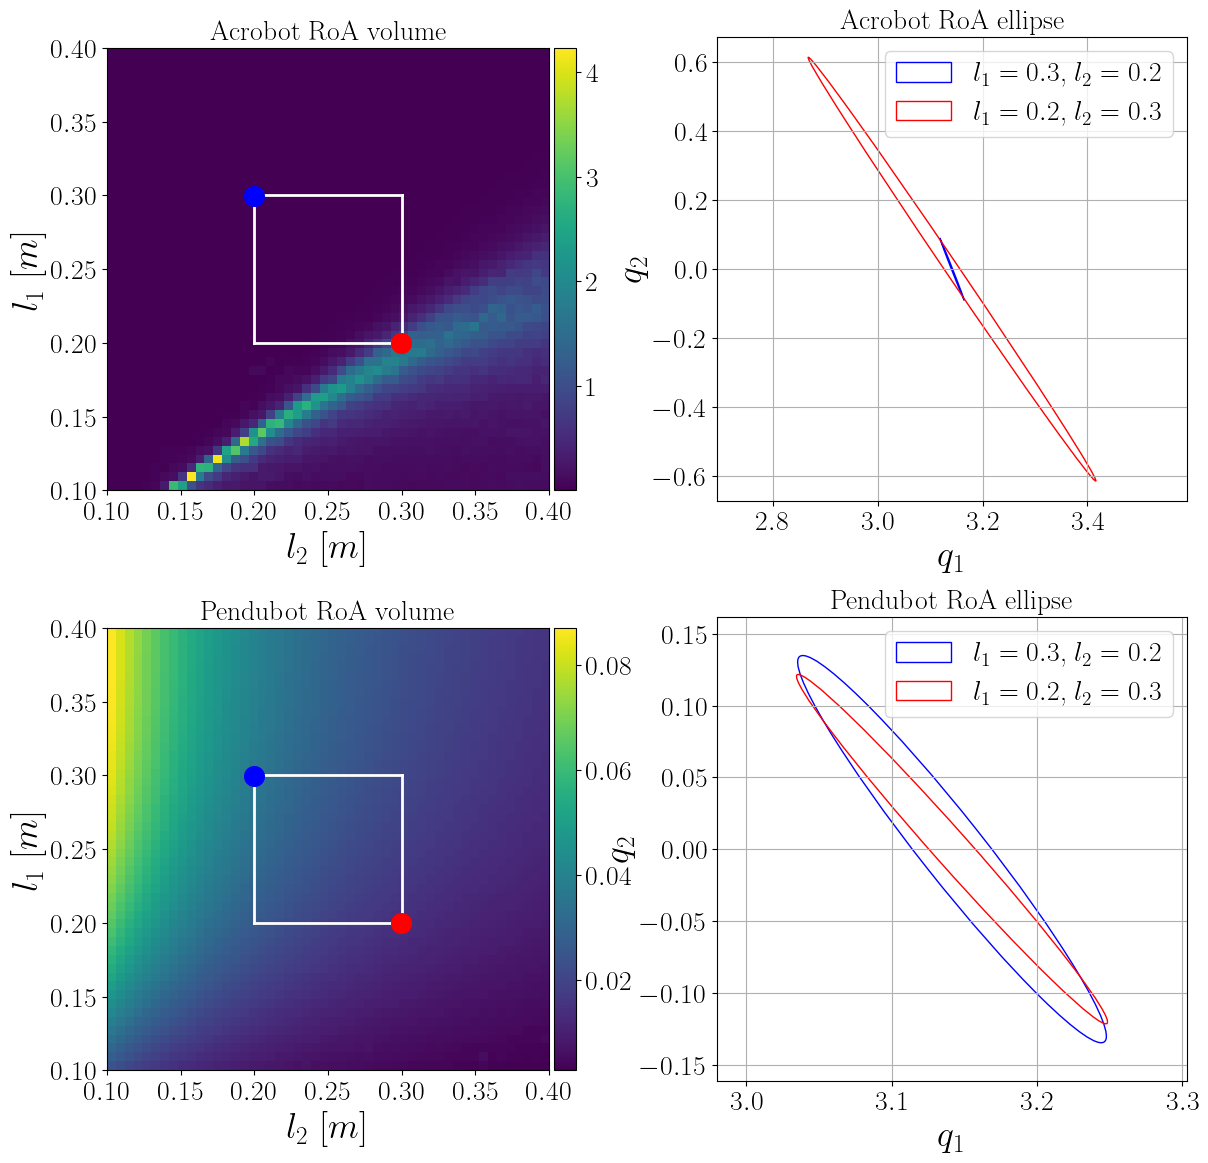 Acrobot RoA volume
0.40
0.35
0.30
0.25
0.20
0.15
0.10
l₁ [m]
0.10 0.15 0.20 0.25 0.30 0.35 0.40
l₂ [m]
4
3
2
1
Acrobot RoA ellipse
l₁ = 0.3, l₂ = 0.2
l₁ = 0.2, l₂ = 0.3
0.6
0.4
0.2
0.0
−0.2
−0.4
−0.6
q₂
2.8 3.0 3.2 3.4
q₁
Pendubot RoA volume
0.40
0.35
0.30
0.25
0.20
0.15
0.10
l₁ [m]
0.10 0.15 0.20 0.25 0.30 0.35 0.40
l₂ [m]
0.08
0.06
0.04
0.02
Pendubot RoA ellipse
l₁ = 0.3, l₂ = 0.2
l₁ = 0.2, l₂ = 0.3
0.15
0.10
0.05
0.00
−0.05
−0.10
−0.15
q₂
3.0 3.1 3.2 3.3
q₁